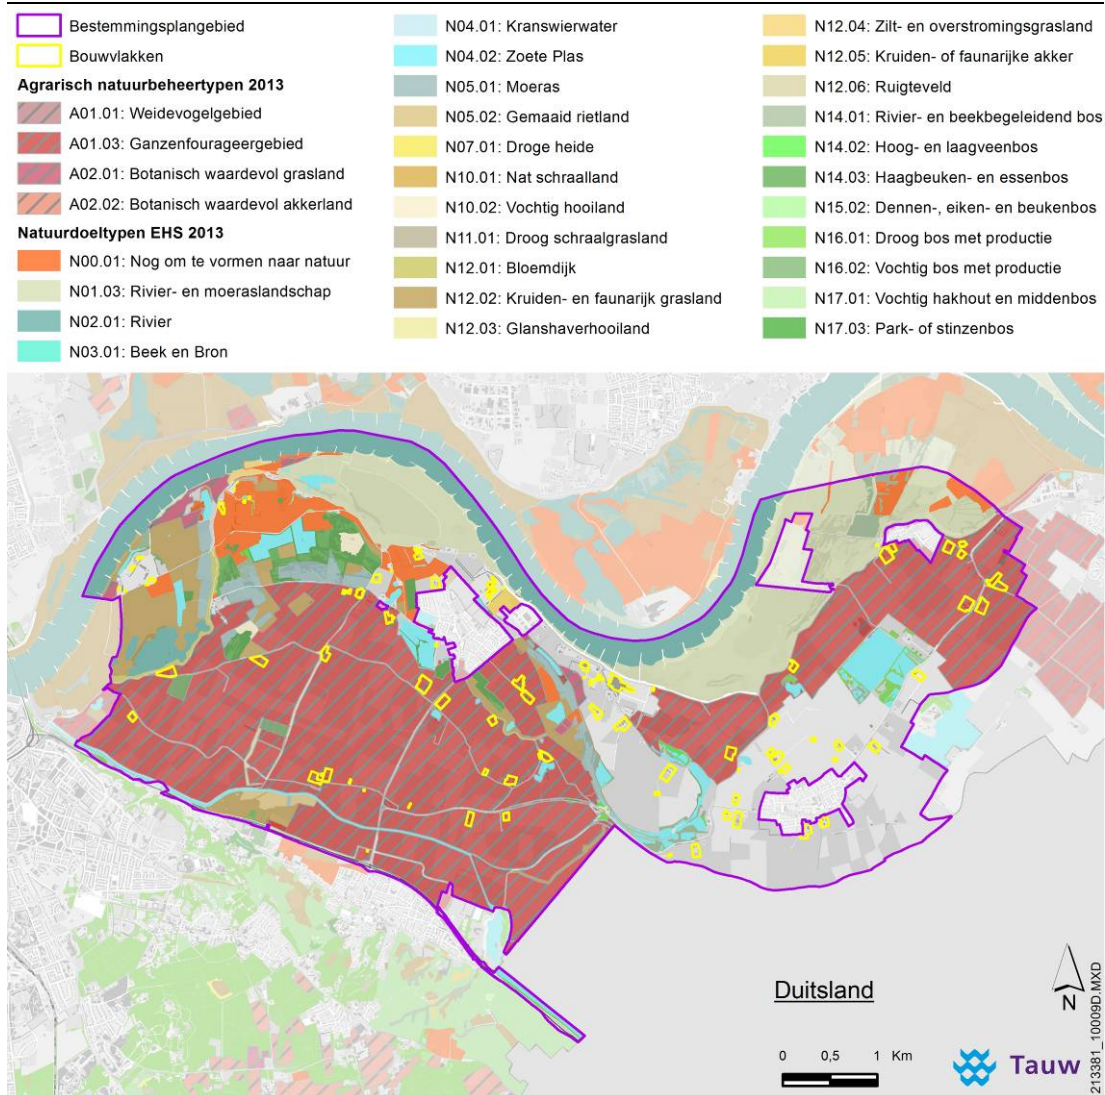 Bestemmingsplangebied
Bouwvlakken
Agrarisch natuurbeheertypen 2013
A01.01: Weidevogelgebied
A01.03: Ganzenfourageergebied
A02.01: Botanisch waardevol grasland
A02.02: Botanisch waardevol akkerland
Natuurdoeltypen EHS 2013
N00.01: Nog om te vormen naar natuur
N01.03: Rivier- en moeraslandschap
N02.01: Rivier
N03.01: Beek en Bron
N04.01: Kranswierwater
N04.02: Zoete Plas
N05.01: Moeras
N05.02: Gemaaid rietland
N07.01: Droge heide
N10.01: Nat schraalland
N10.02: Vochtig hooiland
N11.01: Droog schraalgrasland
N12.01: Bloemdijk
N12.02: Kruiden- en faunarijk grasland
N12.03: Glanshaverhooiland
N12.04: Zilt- en overstromingsgrasland
N12.05: Kruiden- of faunarijke akker
N12.06: Ruigteveld
N14.01: Rivier- en beekbegeleidend bos
N14.02: Hoog- en laagveenbos
N14.03: Haagbeuken- en essenbos
N15.02: Dennen-, eiken- en beukenbos
N16.01: Droog bos met productie
N16.02: Vochtig bos met productie
N17.01: Vochtig hakhout en middenbos
N17.03: Park- of stinzenbos
Duitsland
N
0 0,5 1 Km
Tauw
213381_10009D.MXD